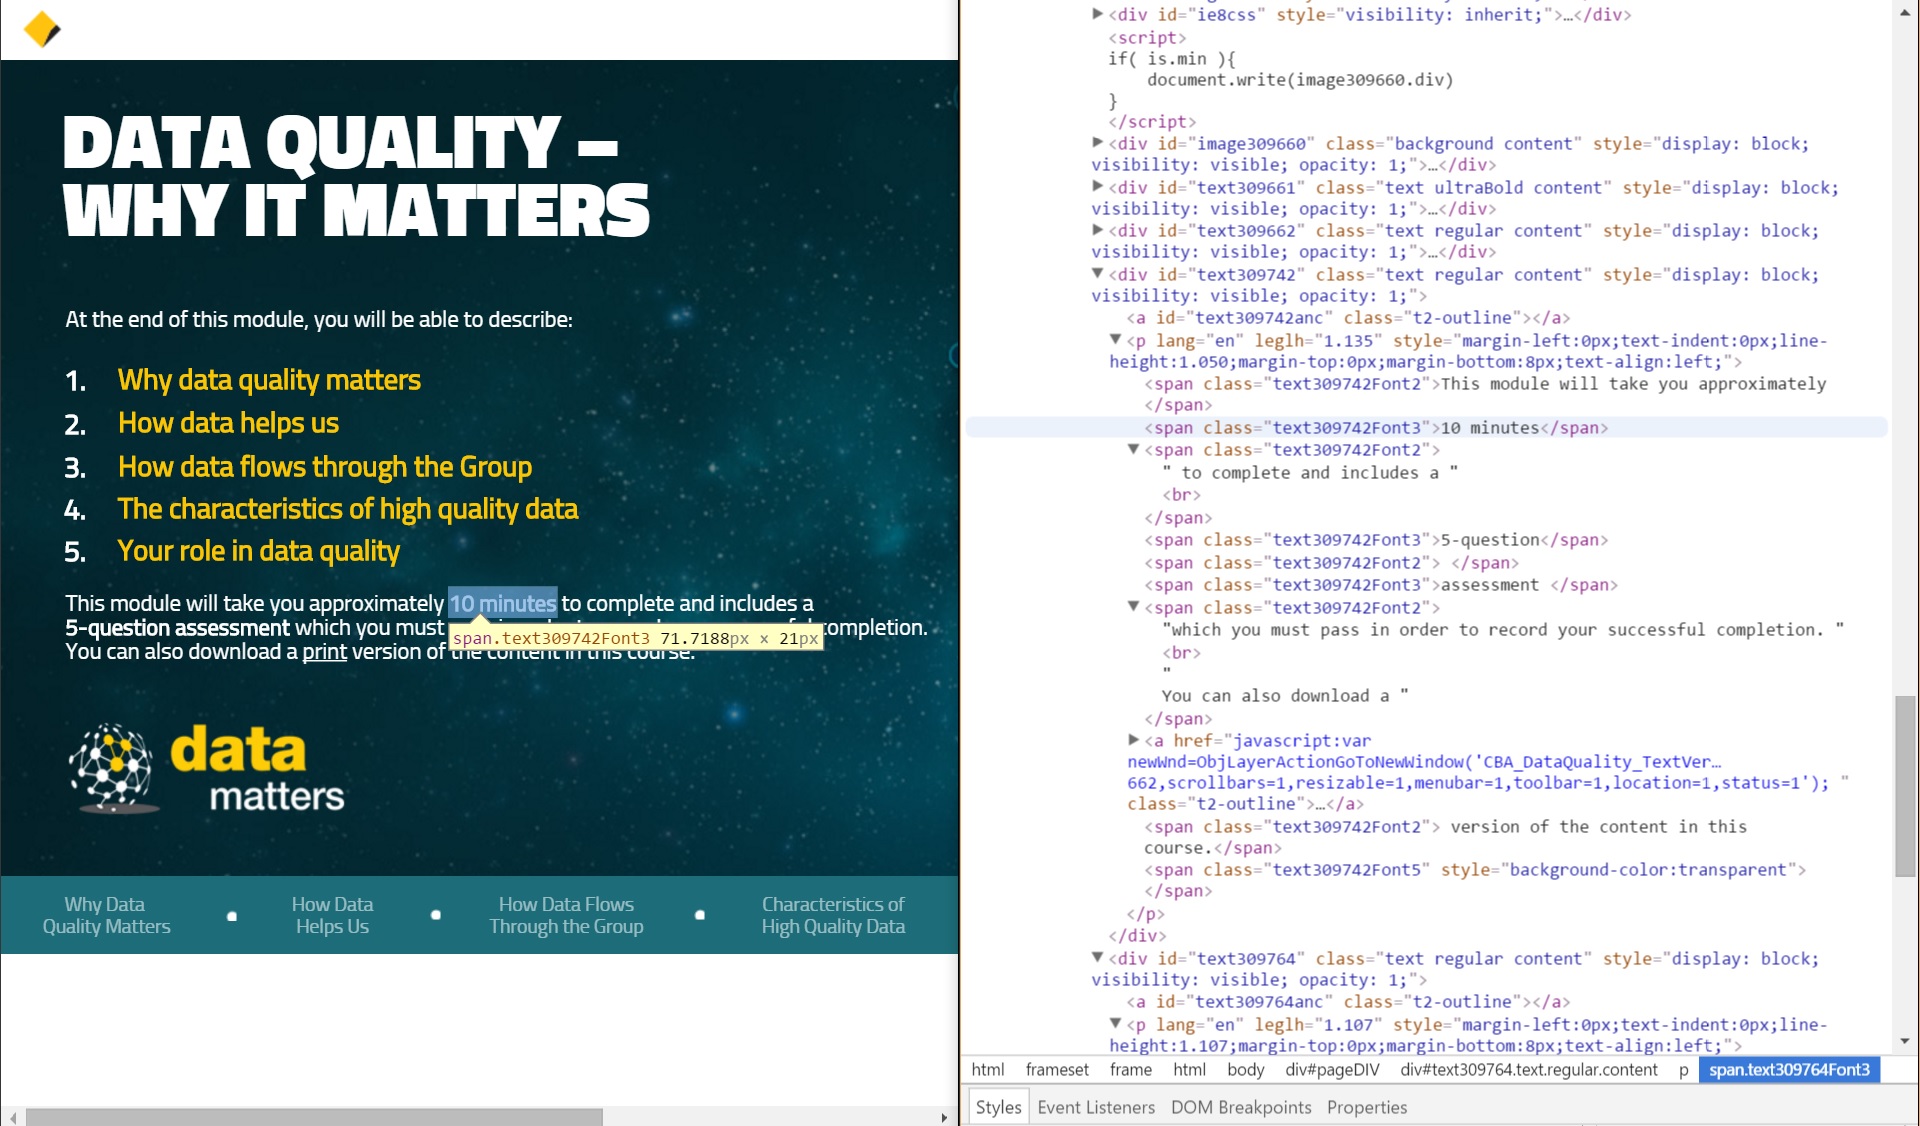 DATA QUALITY –
WHY IT MATTERS
At the end of this module, you will be able to describe:
1. Why data quality matters
2. How data helps us
3. How data flows through the Group
4. The characteristics of high quality data
5. Your role in data quality
This module will take you approximately 10 minutes to complete and includes a
5-question assessment which you must completion.
span.text309742Font3 71.7188px × 21px
You can also download a print version of the content in this course.
data
matters
Why Data
Quality Matters
How Data
Helps Us
How Data Flows
Through the Group
Characteristics of
High Quality Data
▶<div id="ie8css" style="visibility: inherit;">…</div>
<script>
if( is.min ){
document.write(image309660.div)
}
</script>
▶<div id="image309660" class="background content" style="display: block;
visibility: visible; opacity: 1;">…</div>
▶<div id="text309661" class="text ultraBold content" style="display: block;
visibility: visible; opacity: 1;">…</div>
▶<div id="text309662" class="text regular content" style="display: block;
visibility: visible; opacity: 1;">…</div>
▼<div id="text309742" class="text regular content" style="display: block;
visibility: visible; opacity: 1;">
<a id="text309742anc" class="t2-outline"></a>
▼<p lang="en" leglh="1.135" style="margin-left:0px;text-indent:0px;line-
height:1.050;margin-top:0px;margin-bottom:8px;text-align:left;">
<span class="text309742Font2">This module will take you approximately
</span>
<span class="text309742Font3">10 minutes</span>
▼<span class="text309742Font2">
" to complete and includes a "
<br>
</span>
<span class="text309742Font3">5-question</span>
<span class="text309742Font2"> </span>
<span class="text309742Font3">assessment </span>
▼<span class="text309742Font2">
"which you must pass in order to record your successful completion. "
<br>
"
You can also download a "
</span>
▶<a href="javascript:var
newWnd=ObjLayerActionGoToNewWindow('CBA_DataQuality_TextVer…
662,scrollbars=1,resizable=1,menubar=1,toolbar=1,location=1,status=1'); "
class="t2-outline">…</a>
<span class="text309742Font2"> version of the content in this
course.</span>
<span class="text309742Font5" style="background-color:transparent">
</span>
</p>
</div>
▼<div id="text309764" class="text regular content" style="display: block;
visibility: visible; opacity: 1;">
<a id="text309764anc" class="t2-outline"></a>
▼<p lang="en" leglh="1.107" style="margin-left:0px;text-indent:0px;line-
height:1.107;margin-top:0px;margin-bottom:8px;text-align:left;">
html frameset frame html body div#pageDIV div#text309764.text.regular.content p span.text309764Font3
Styles Event Listeners DOM Breakpoints Properties